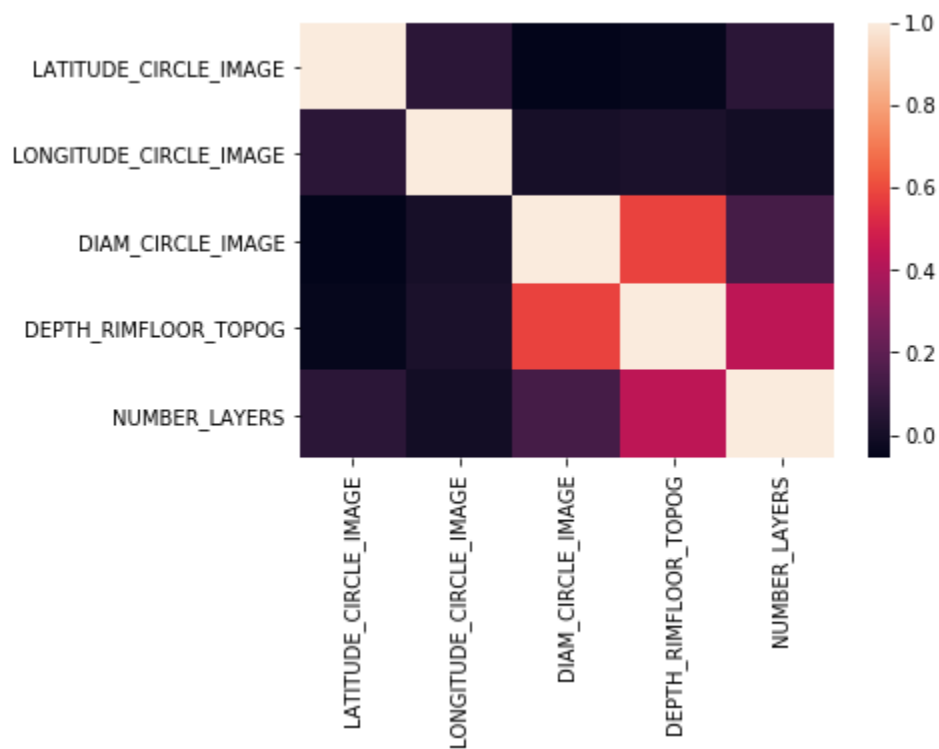 LATITUDE_CIRCLE_IMAGE
LONGITUDE_CIRCLE_IMAGE
DIAM_CIRCLE_IMAGE
DEPTH_RIMFLOOR_TOPOG
NUMBER_LAYERS
LATITUDE_CIRCLE_IMAGE
LONGITUDE_CIRCLE_IMAGE
DIAM_CIRCLE_IMAGE
DEPTH_RIMFLOOR_TOPOG
NUMBER_LAYERS
1.0
0.8
0.6
0.4
0.2
0.0